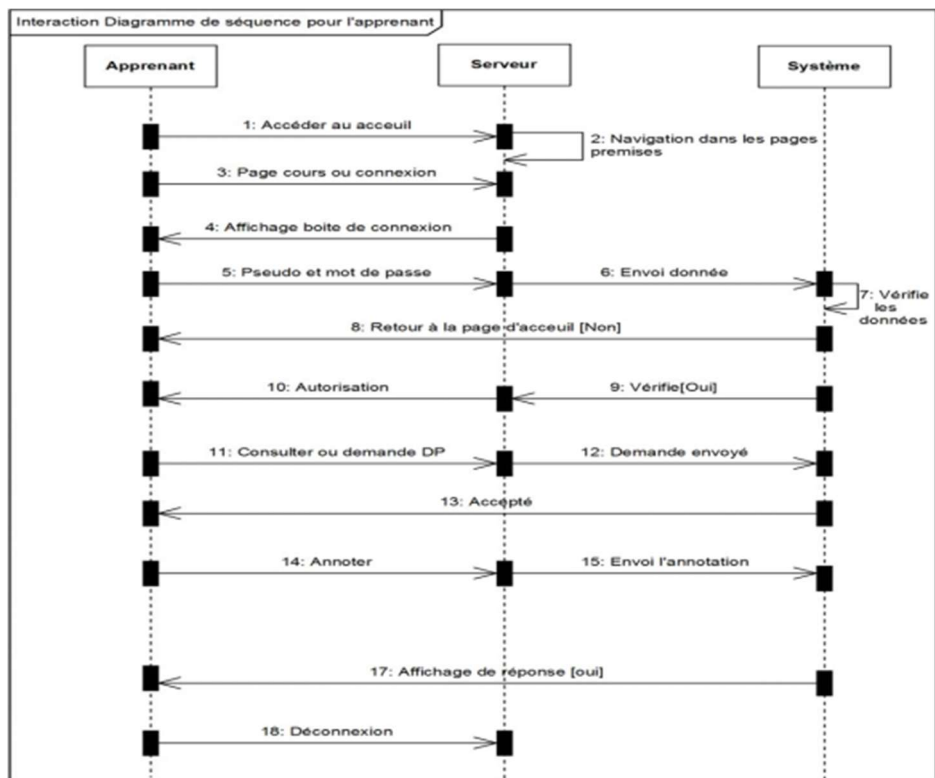 Interaction Diagramme de séquence pour l'apprenant
Apprenant
Serveur
Système
1: Accéder au acceuil
2: Navigation dans les pages
premises
3: Page cours ou connexion
4: Affichage boite de connexion
5: Pseudo et mot de passe
6: Envoi donnée
7: Vérifie
les
données
8: Retour à la page d'acceuil [Non]
10: Autorisation
9: Vérifie[Oui]
11: Consulter ou demande DP
12: Demande envoyé
13: Accépté
14: Annoter
15: Envoi l'annotation
17: Affichage de réponse [oui]
18: Déconnexion